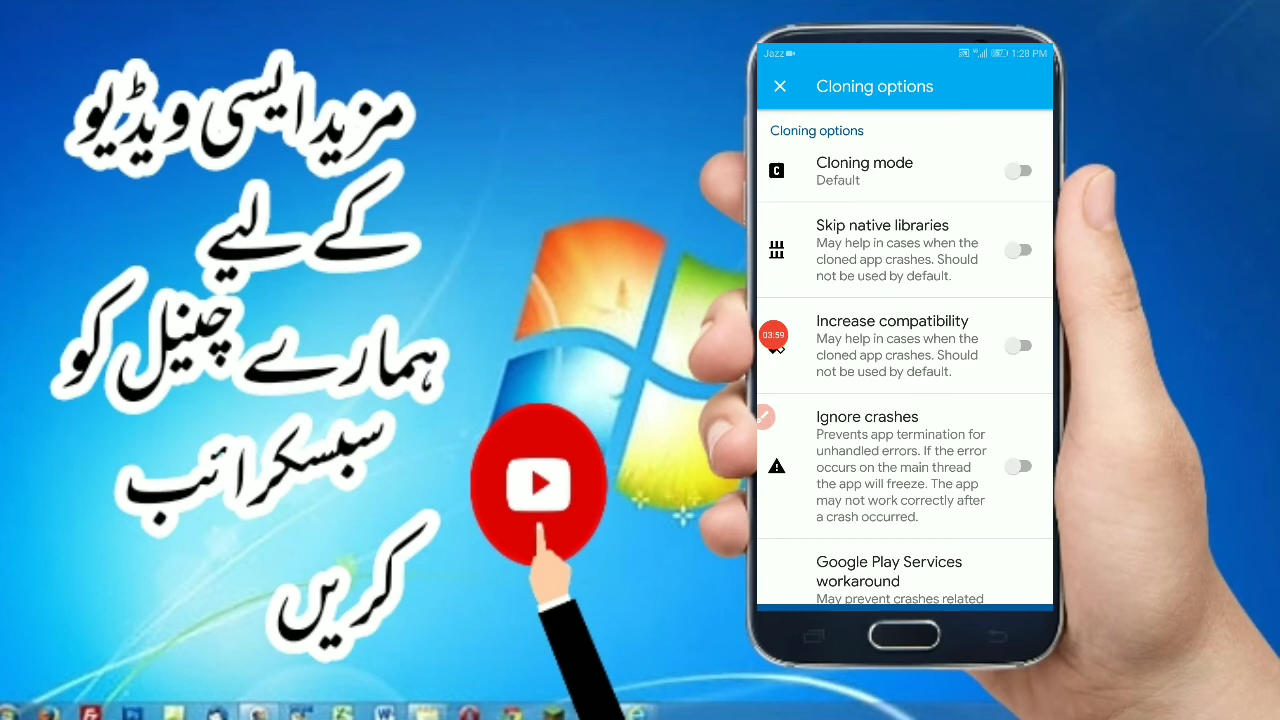 مزید ایسی ویڈیو
کے لیے
ہمارے چینل کو
سبسکرائب
کریں
Jazz
1:28 PM
Cloning options
Cloning options
Cloning mode
Default
Skip native libraries
May help in cases when the
cloned app crashes. Should
not be used by default.
03:59
Increase compatibility
May help in cases when the
cloned app crashes. Should
not be used by default.
Ignore crashes
Prevents app termination for
unhandled errors. If the error
occurs on the main thread
the app will freeze. The app
may not work correctly after
a crash occurred.
Google Play Services
workaround
May prevent crashes related